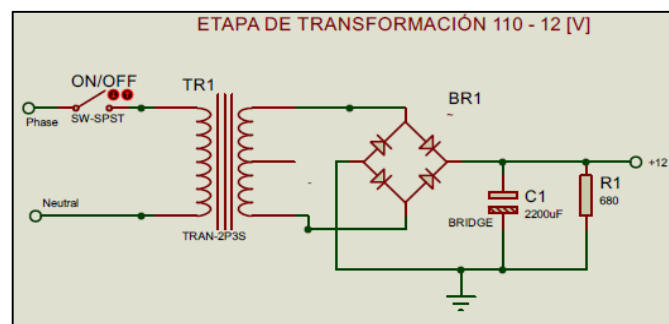 ETAPA DE TRANSFORMACIÓN 110 - 12 [V]
ON/OFF
SW-SPST
Phase
Neutral
TR1
TRAN-2P3S
BR1
~
-
BRIDGE
C1
2200uF
R1
680
+12